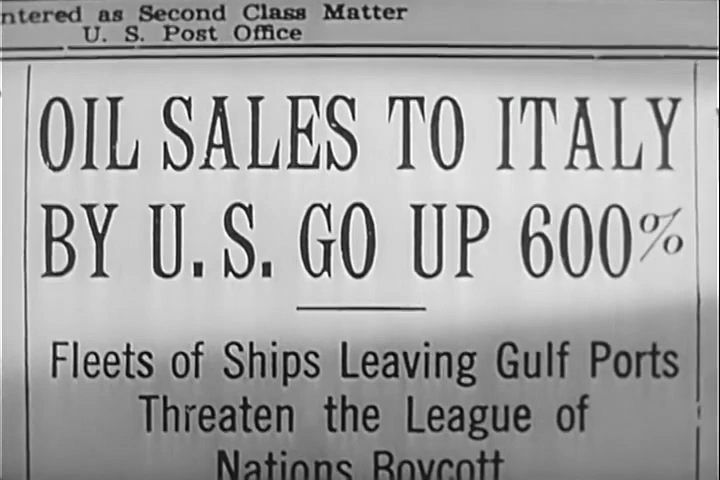 ntered as Second Class Matter
U. S. Post Office
OIL SALES TO ITALY
BY U.S. GO UP 600%
Fleets of Ships Leaving Gulf Ports
Threaten the League of
Nations Boycott